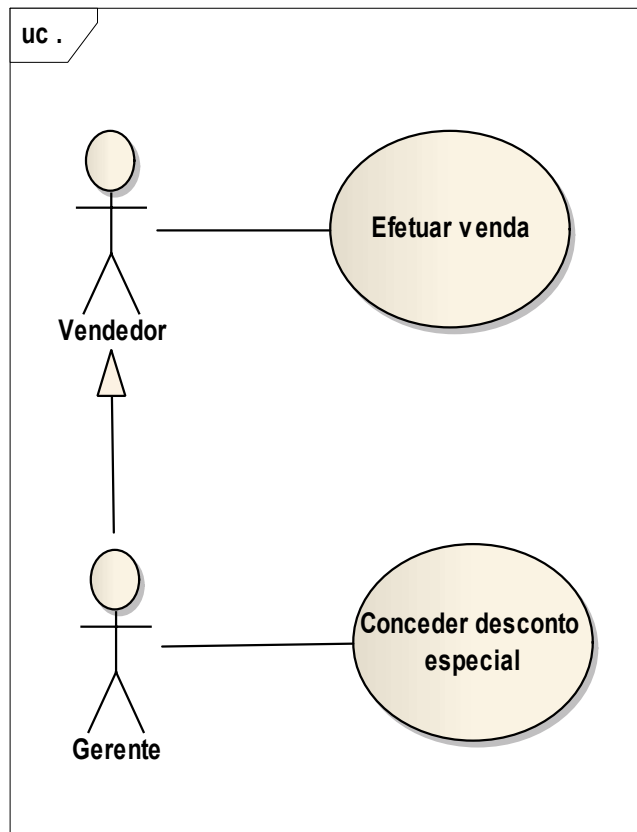 uc .
Efetuar venda
Vendedor
Conceder desconto
especial
Gerente